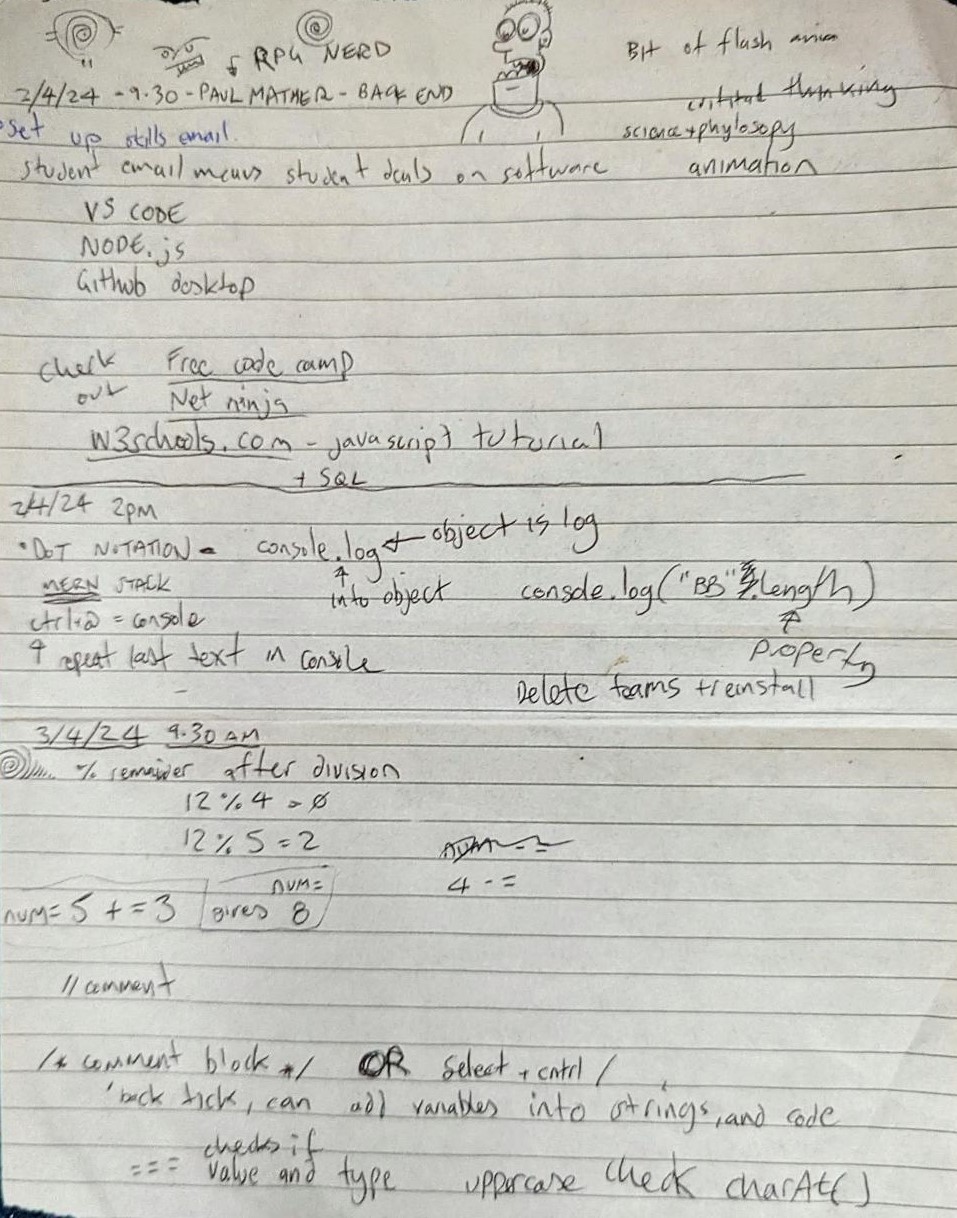 RPG NERD
Bit of flash anim
2/4/24 - 9.30 - PAUL MATHER - BACK END
critital thinking
Set up skills email.
science + phylosopy
student email means student deals on software
animation
VS CODE
NODE.js
Github desktop
check out
Free code camp
Net ninja
W3schools.com - javascript tutorial
+ SQL
2/4/24 2PM
• DOT NOTATION = console.log ← object is log
↑ into object
console.log("BB".length)
↑ Property
MERN STACK
ctrl+@ = console
↑ repeat last text in console
Delete teams + reinstall
3/4/24 9.30 AM
% remainder after division
12 % 4 = 0
12 % 5 = 2
4 - =
num= 5 + = 3
num= gives 8
// comment
/* comment block */ OR Select + cntrl /
` back tick, can add variables into strings, and code
=== checks if value and type
uppercase check charAt()